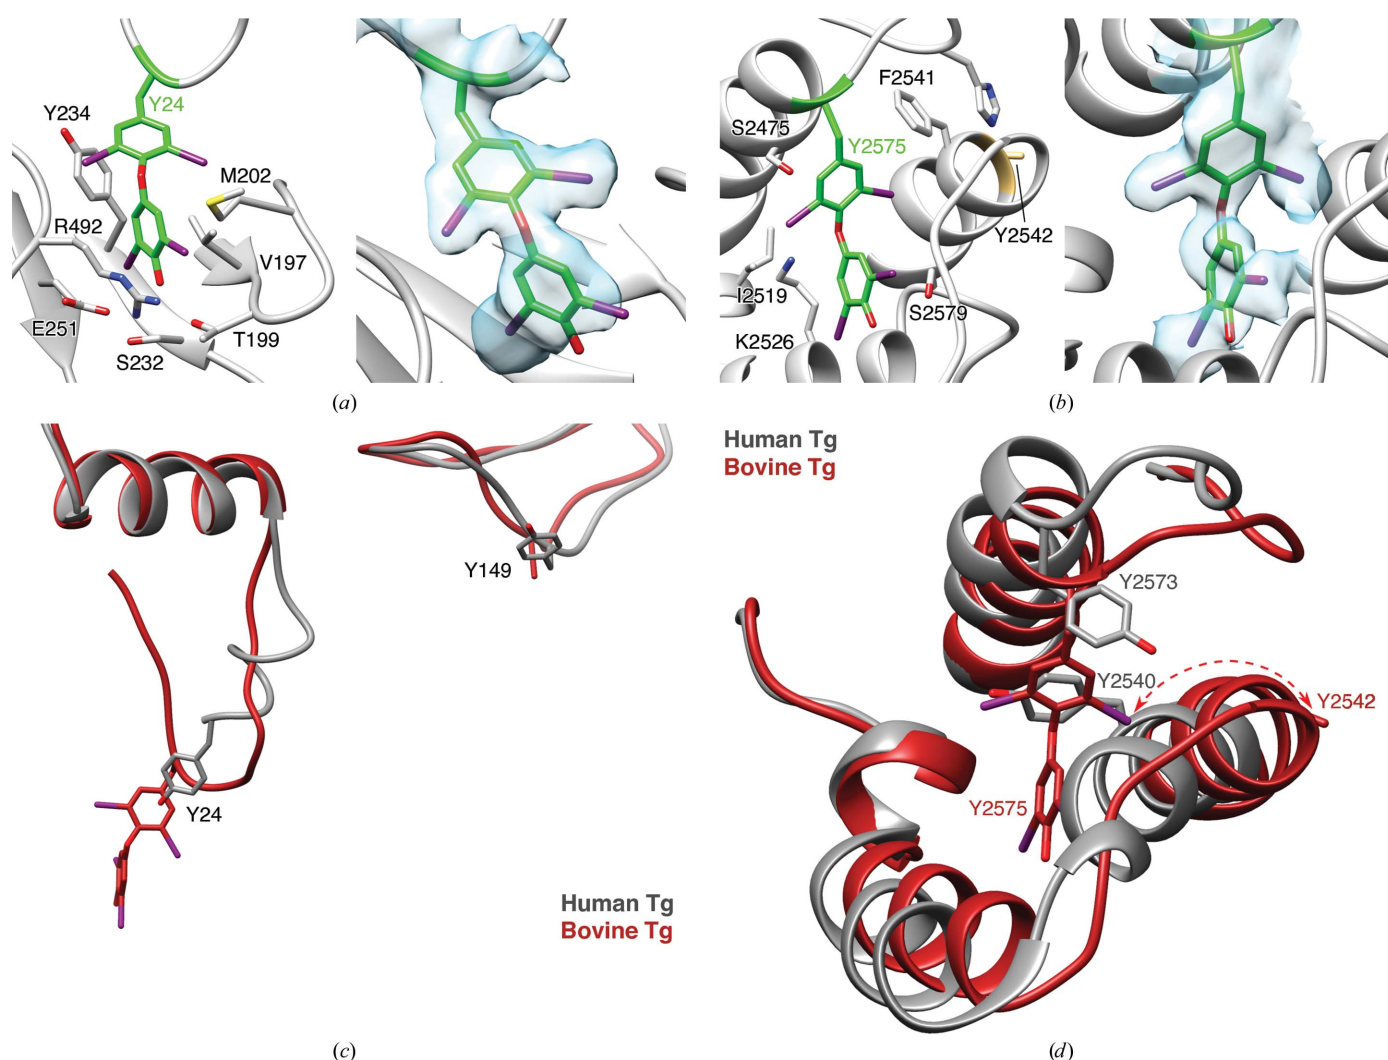 Y24
Y234
M202
R492
V197
E251
T199
S232
F2541
S2475
Y2575
Y2542
I2519
S2579
K2526
(a)
(b)
Human Tg
Bovine Tg
Y149
Y24
Human Tg
Bovine Tg
Y2573
Y2540
Y2542
Y2575
(c)
(d)